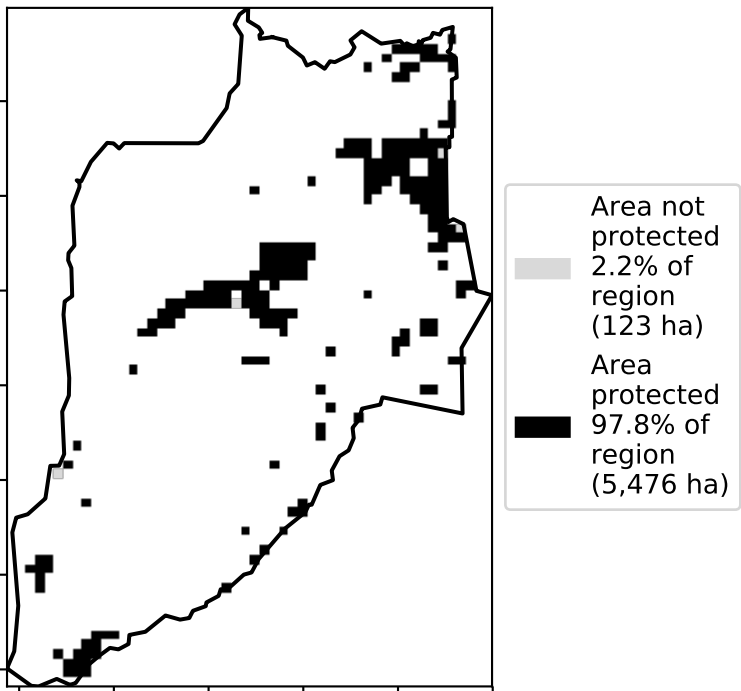 Area not
protected
2.2% of
region
(123 ha)
Area
protected
97.8% of
region
(5,476 ha)